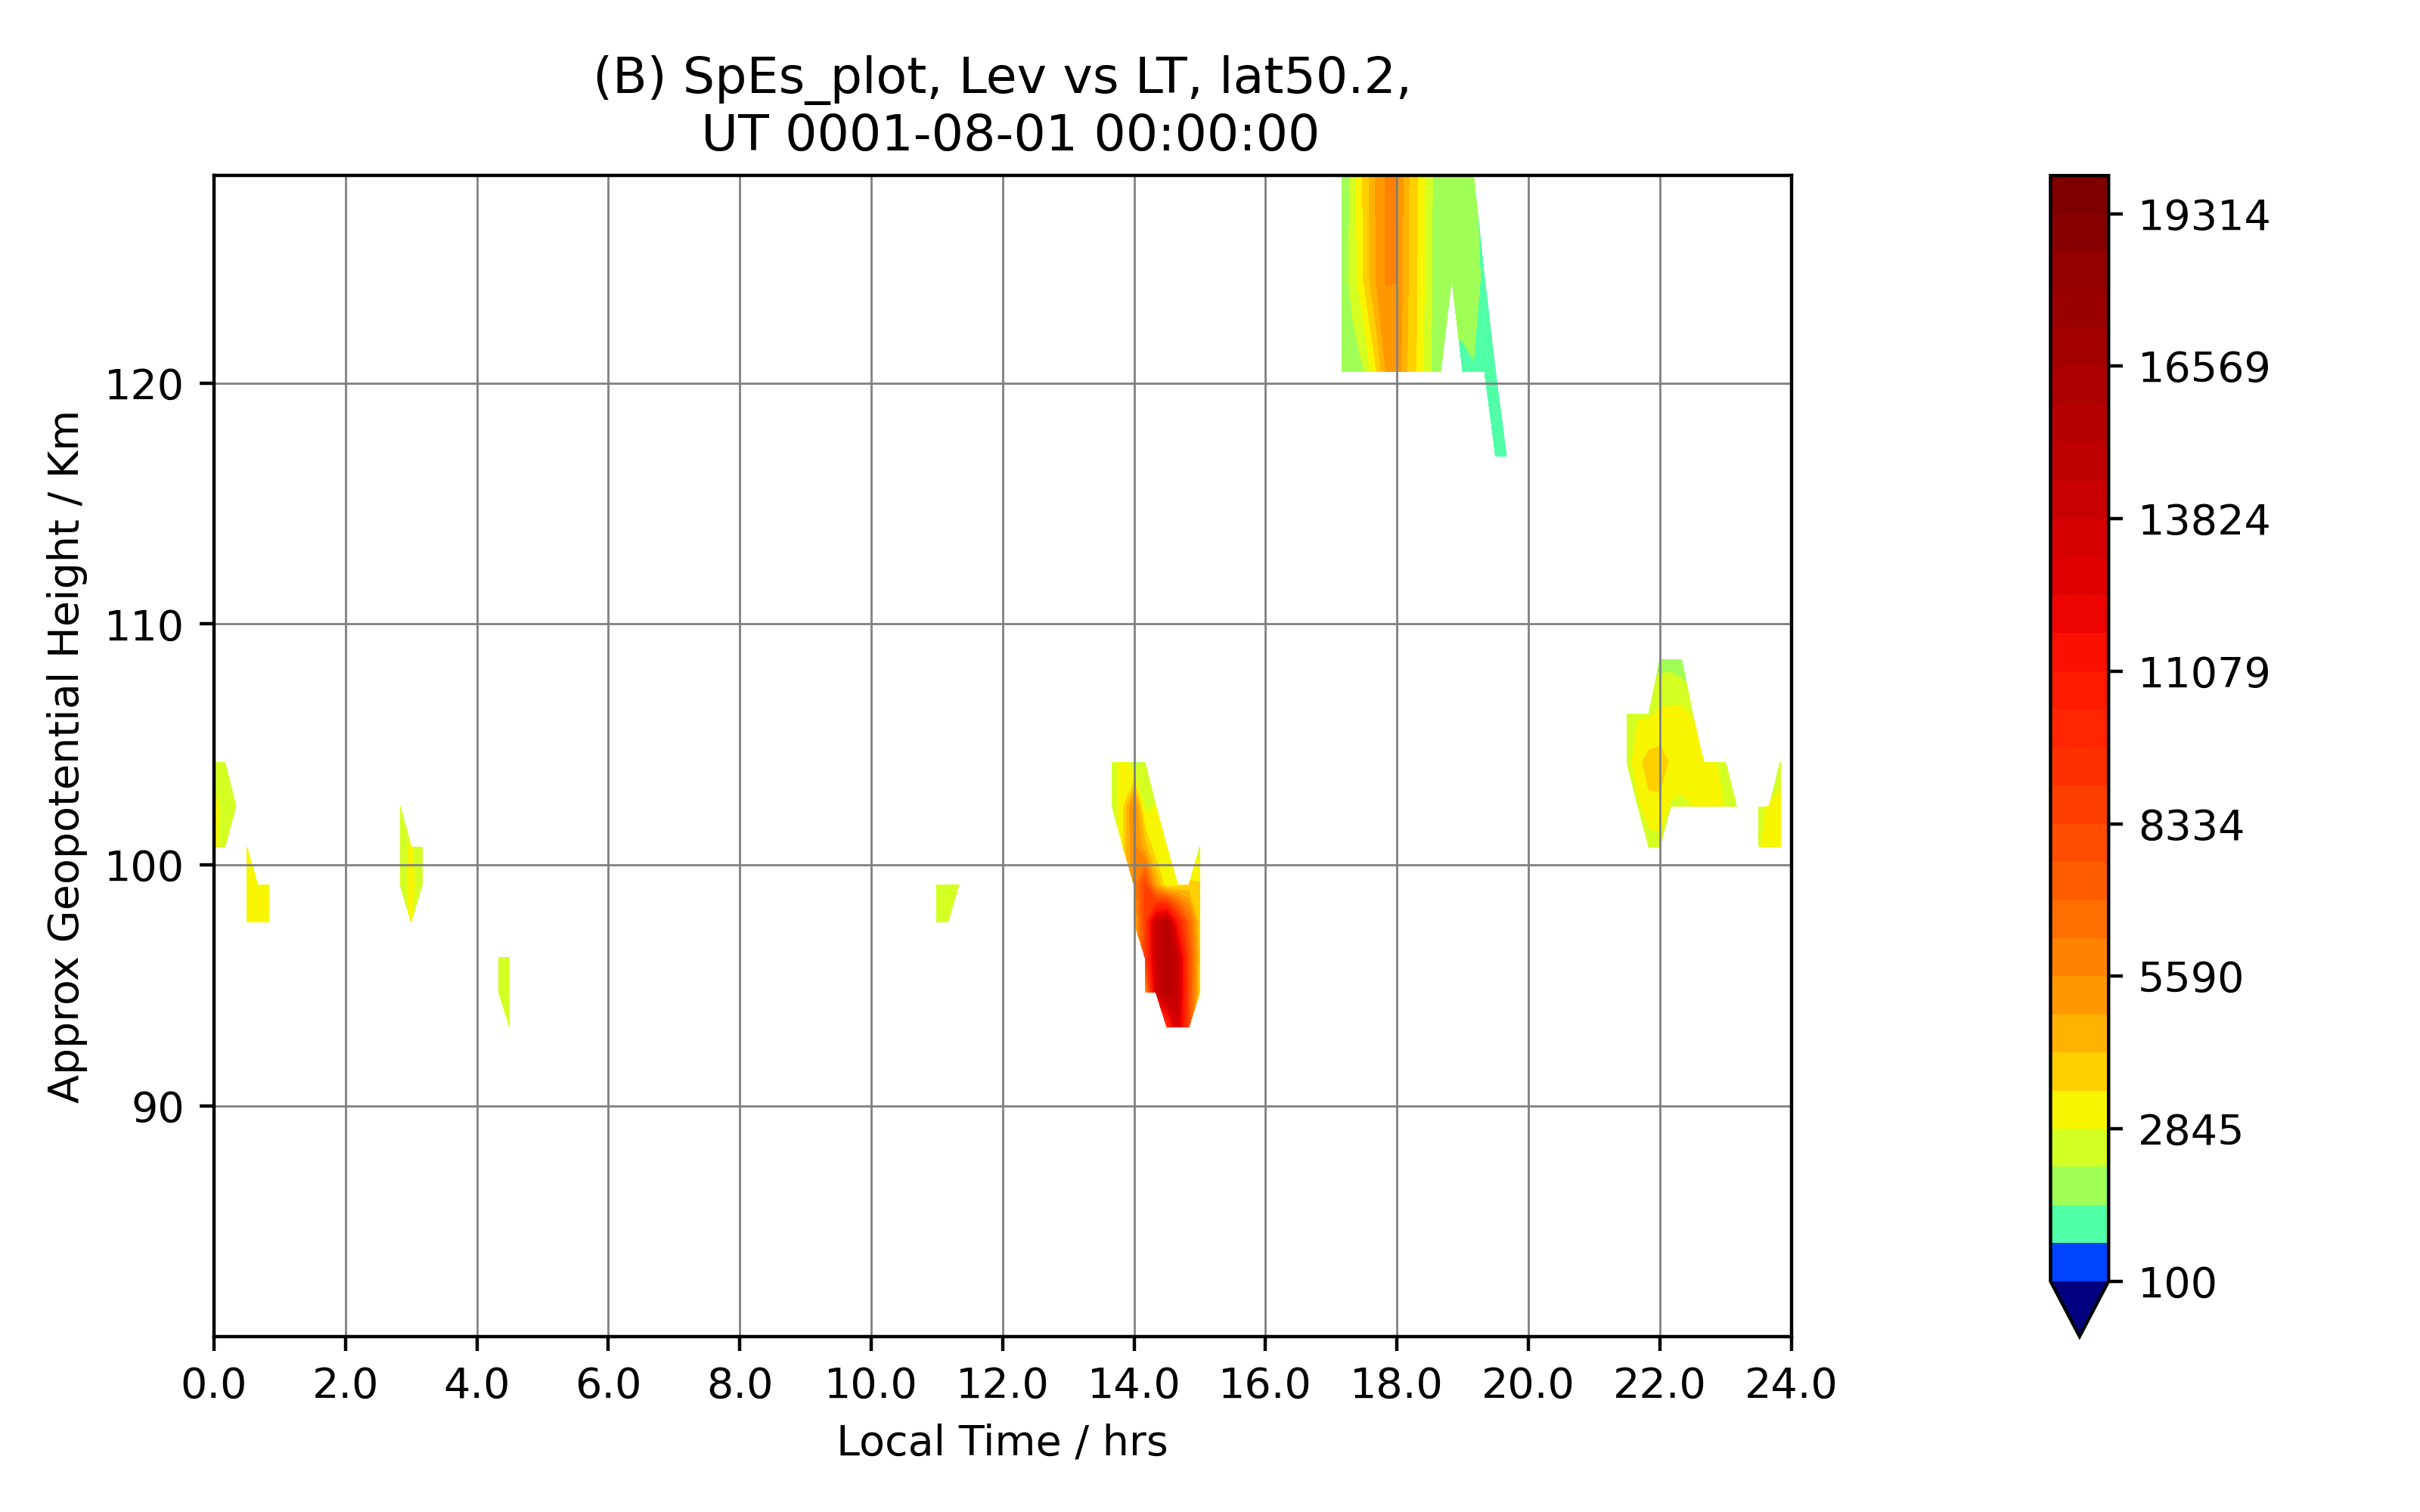 (B) SpEs_plot, Lev vs LT, lat50.2,
UT 0001-08-01 00:00:00
Approx Geopotential Height / Km
120
110
100
90
0.0 2.0 4.0 6.0 8.0 10.0 12.0 14.0 16.0 18.0 20.0 22.0 24.0
Local Time / hrs
19314
16569
13824
11079
8334
5590
2845
100